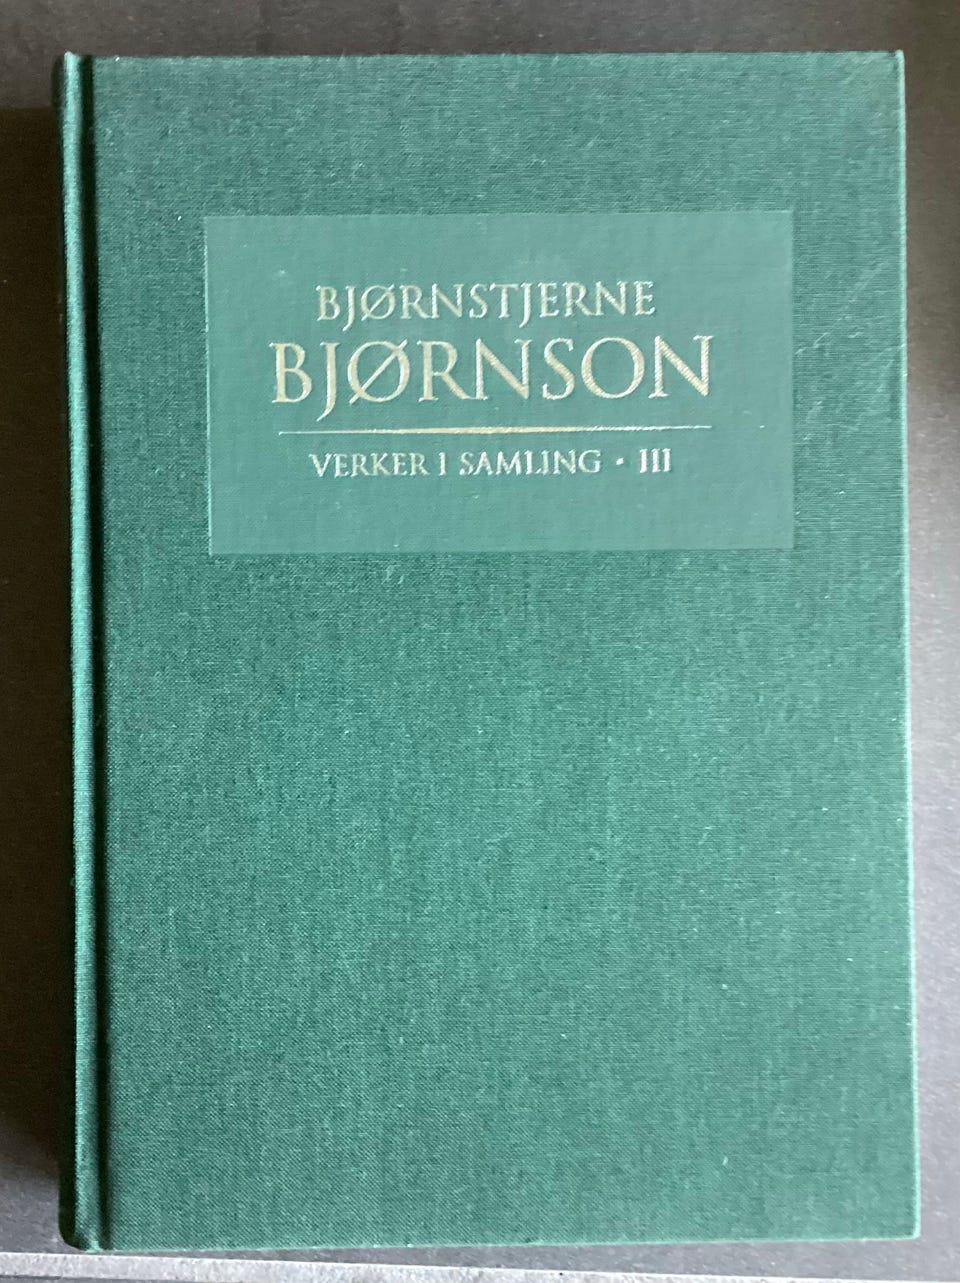 BJØRNSTJERNE
BJØRNSON
VERKER I SAMLING • III